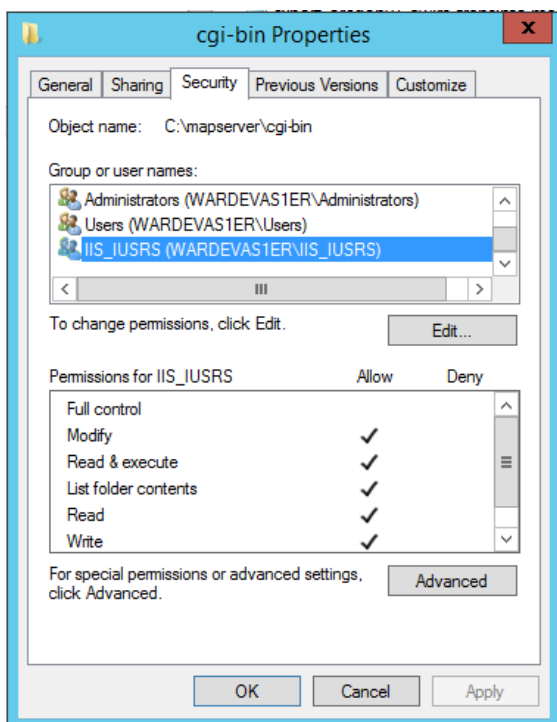 cgi-bin Properties
General Sharing Security Previous Versions Customize
Object name: C:\mapserver\cgi-bin
Group or user names:
Administrators (WARDEVAS1ER\Administrators)
Users (WARDEVAS1ER\Users)
IIS_IUSRS (WARDEVAS1ER\IIS_IUSRS)
To change permissions, click Edit.
Edit...
Permissions for IIS_IUSRS Allow Deny
Full control
Modify
Read & execute
List folder contents
Read
Write
For special permissions or advanced settings,
click Advanced.
Advanced
OK Cancel Apply